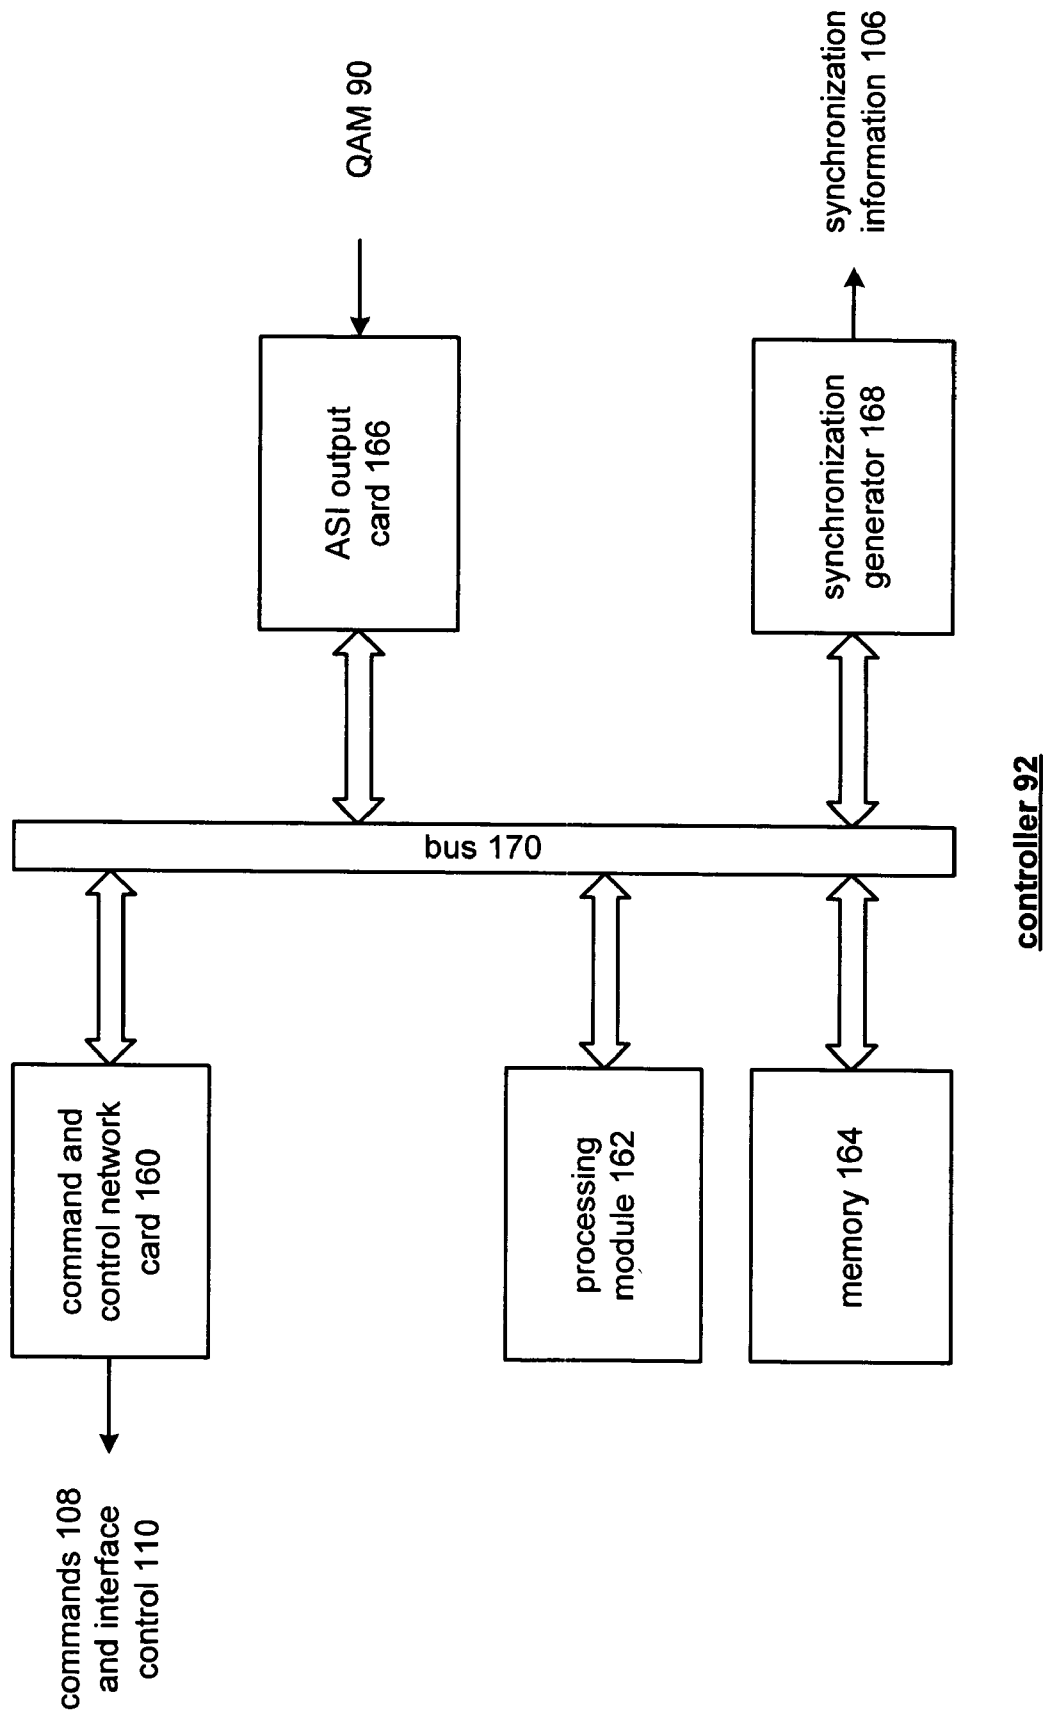 commands 108
and interface
control 110
command and
control network
card 160
processing
module 162
memory 164
bus 170
ASI output
card 166
QAM 90
synchronization
generator 168
synchronization
information 106
controller 92